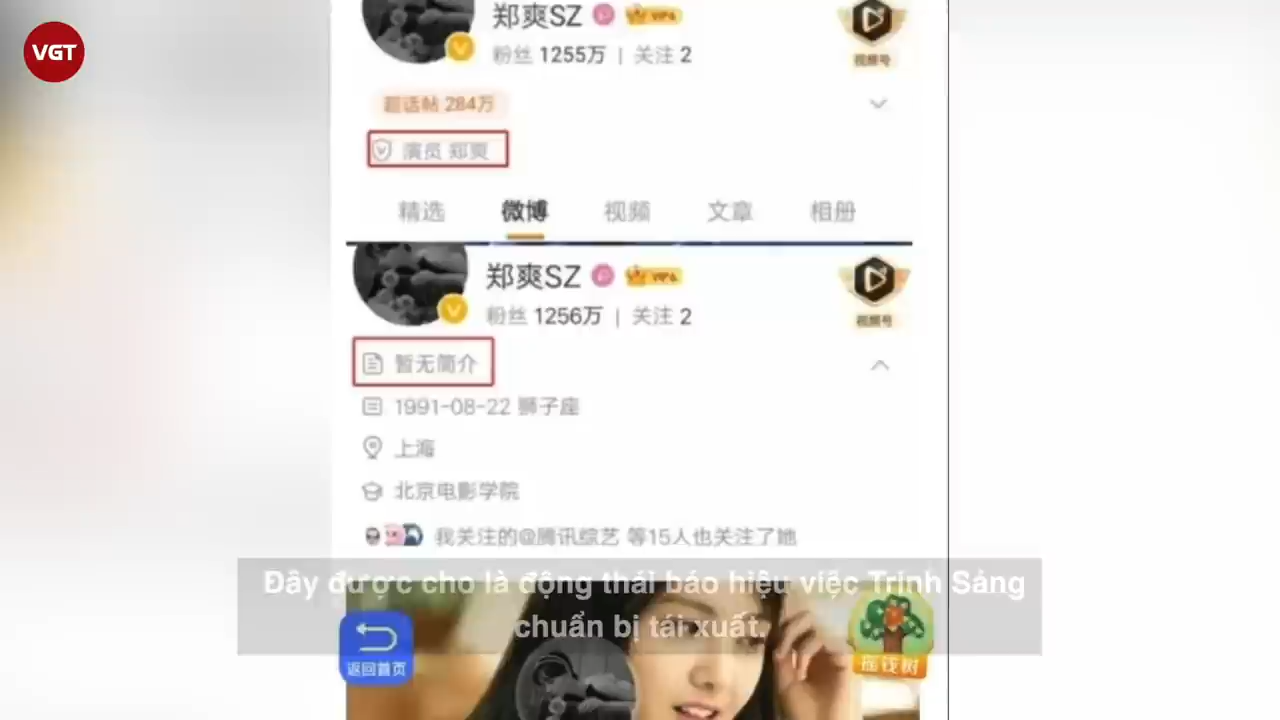 VGT
郑爽SZ
粉丝 1255万 | 关注 2
视频号
超话帖 284万
演员 郑爽
精选 微博 视频 文章 相册
郑爽SZ
粉丝 1256万 | 关注 2
视频号
暂无简介
1991-08-22 狮子座
上海
北京电影学院
我关注的@腾讯综艺 等15人也关注了她
Đây được cho là động thái báo hiệu việc Trịnh Sảng
chuẩn bị tái xuất.
返回首页
摇钱树